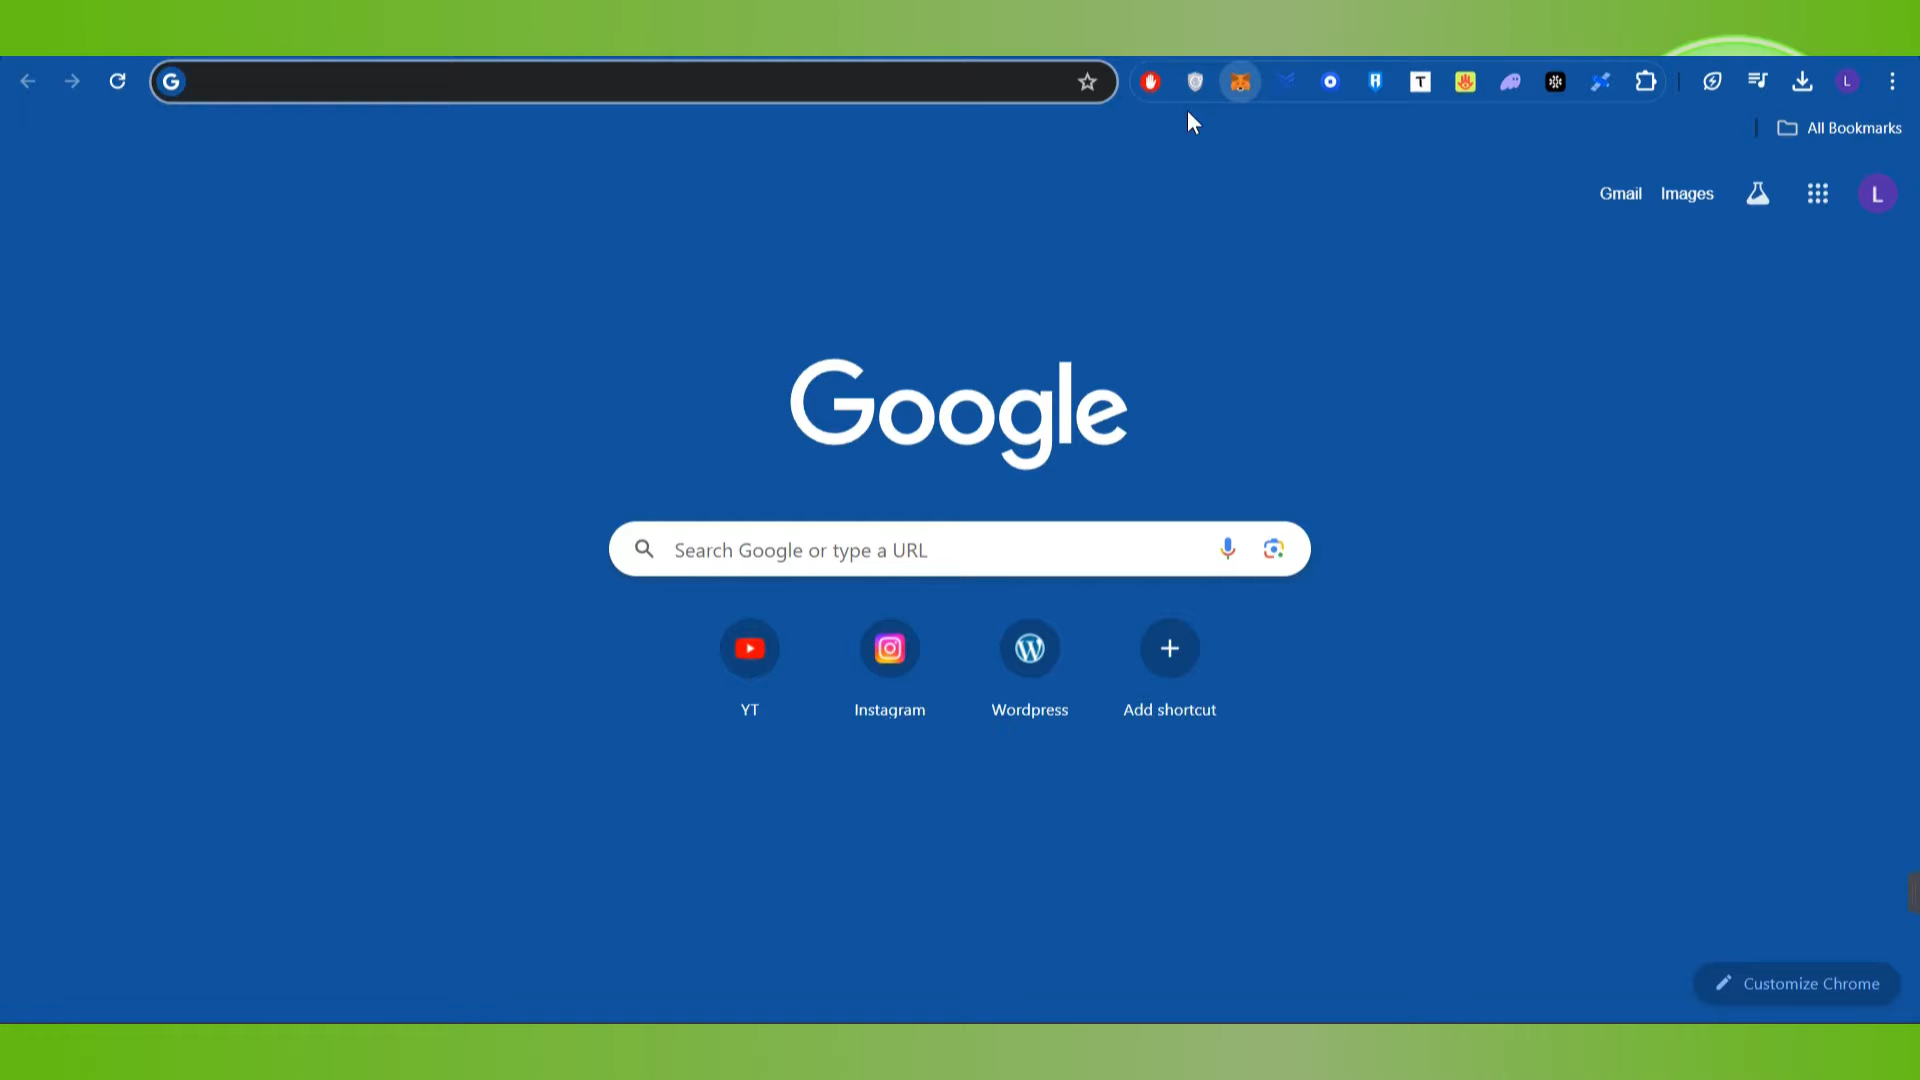 G
T
L
All Bookmarks
Gmail Images
L
Google
Search Google or type a URL
YT Instagram Wordpress Add shortcut
Customize Chrome